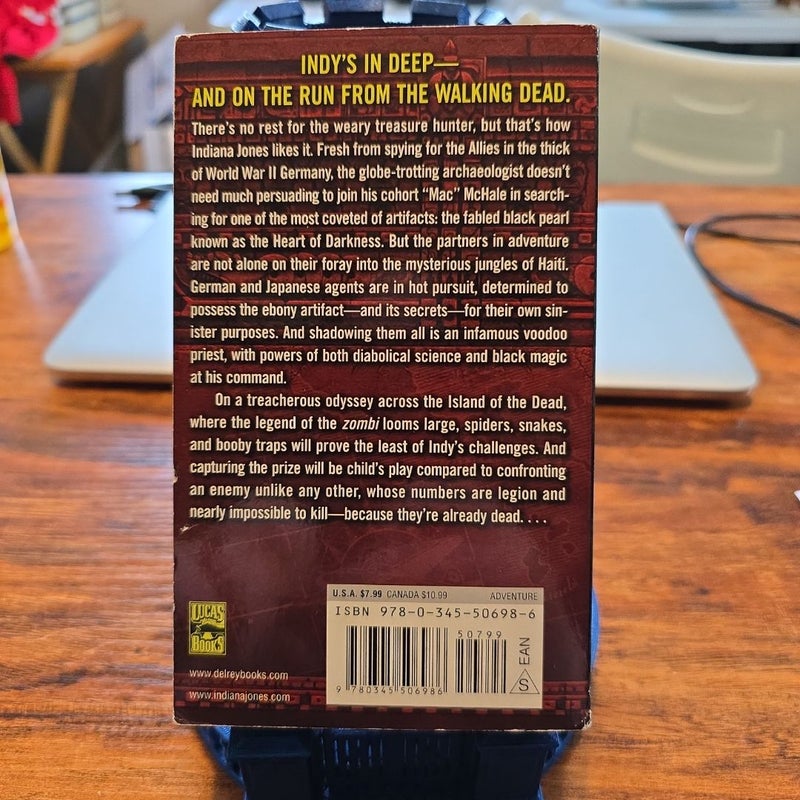 INDY'S IN DEEP—
AND ON THE RUN FROM THE WALKING DEAD.
There's no rest for the weary treasure hunter, but that's how
Indiana Jones likes it. Fresh from spying for the Allies in the thick
of World War II Germany, the globe-trotting archaeologist doesn't
need much persuading to join his cohort "Mac" McHale in search-
ing for one of the most coveted of artifacts: the fabled black pearl
known as the Heart of Darkness. But the partners in adventure
are not alone on their foray into the mysterious jungles of Haiti.
German and Japanese agents are in hot pursuit, determined to
possess the ebony artifact—and its secrets—for their own sin-
ister purposes. And shadowing them all is an infamous voodoo
priest, with powers of both diabolical science and black magic
at his command.
On a treacherous odyssey across the Island of the Dead,
where the legend of the zombi looms large, spiders, snakes,
and booby traps will prove the least of Indy's challenges. And
capturing the prize will be child's play compared to confronting
an enemy unlike any other, whose numbers are legion and
nearly impossible to kill—because they're already dead. . . .
U.S.A. $7.99 CANADA $10.99 ADVENTURE
ISBN 978-0-345-50698-6
50799
EAN
S
9 780345 506986
LUCAS
BOOKS
www.delreybooks.com
www.indianajones.com